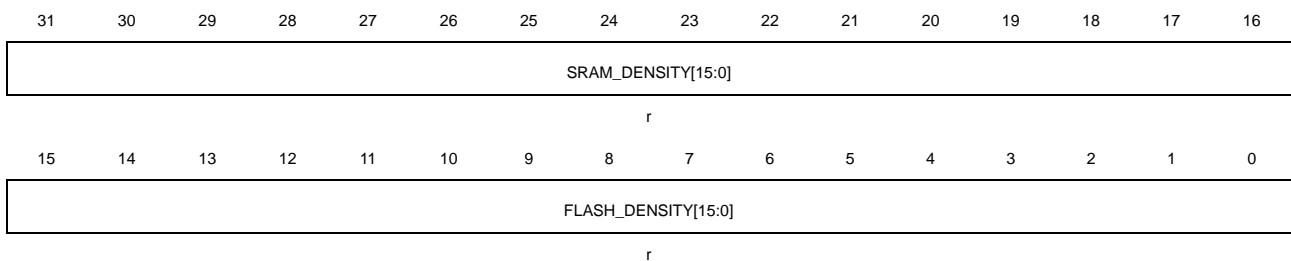 31 30 29 28 27 26 25 24 23 22 21 20 19 18 17 16
SRAM_DENSITY[15:0]
r
15 14 13 12 11 10 9 8 7 6 5 4 3 2 1 0
FLASH_DENSITY[15:0]
r